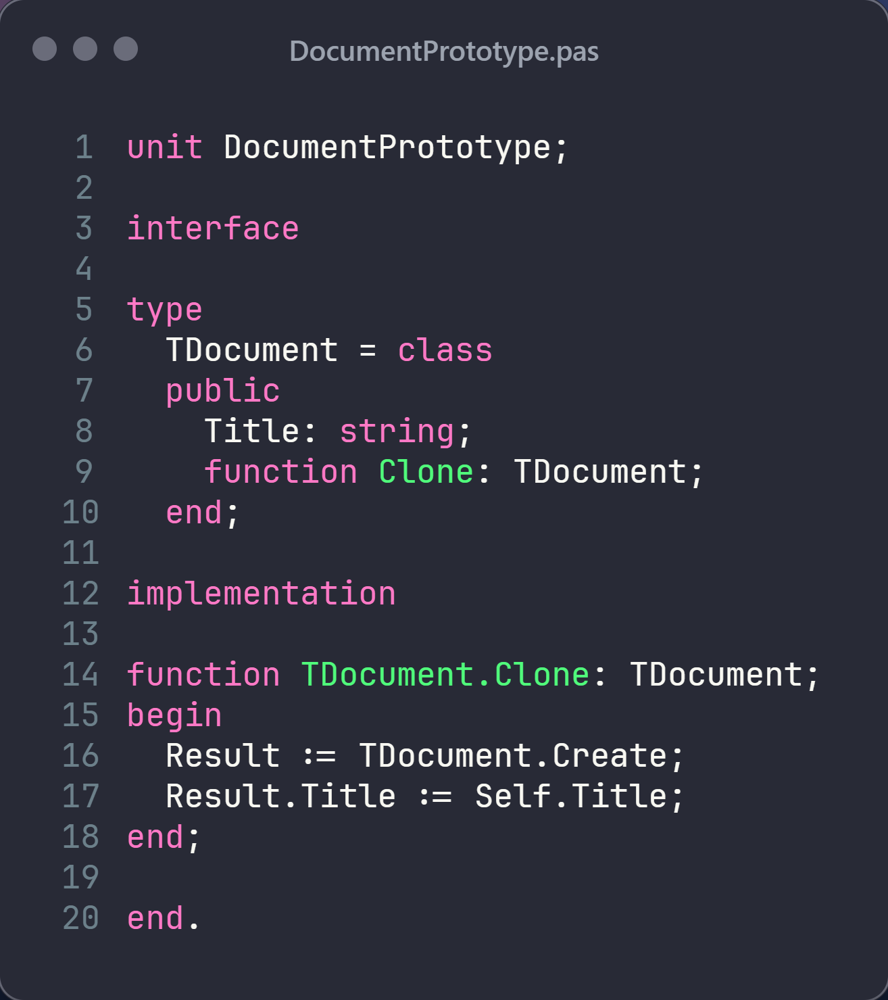 DocumentPrototype.pas
1 unit DocumentPrototype;
2
3 interface
4
5 type
6   TDocument = class
7   public
8     Title: string;
9     function Clone: TDocument;
10   end;
11
12 implementation
13
14 function TDocument.Clone: TDocument;
15 begin
16   Result := TDocument.Create;
17   Result.Title := Self.Title;
18 end;
19
20 end.